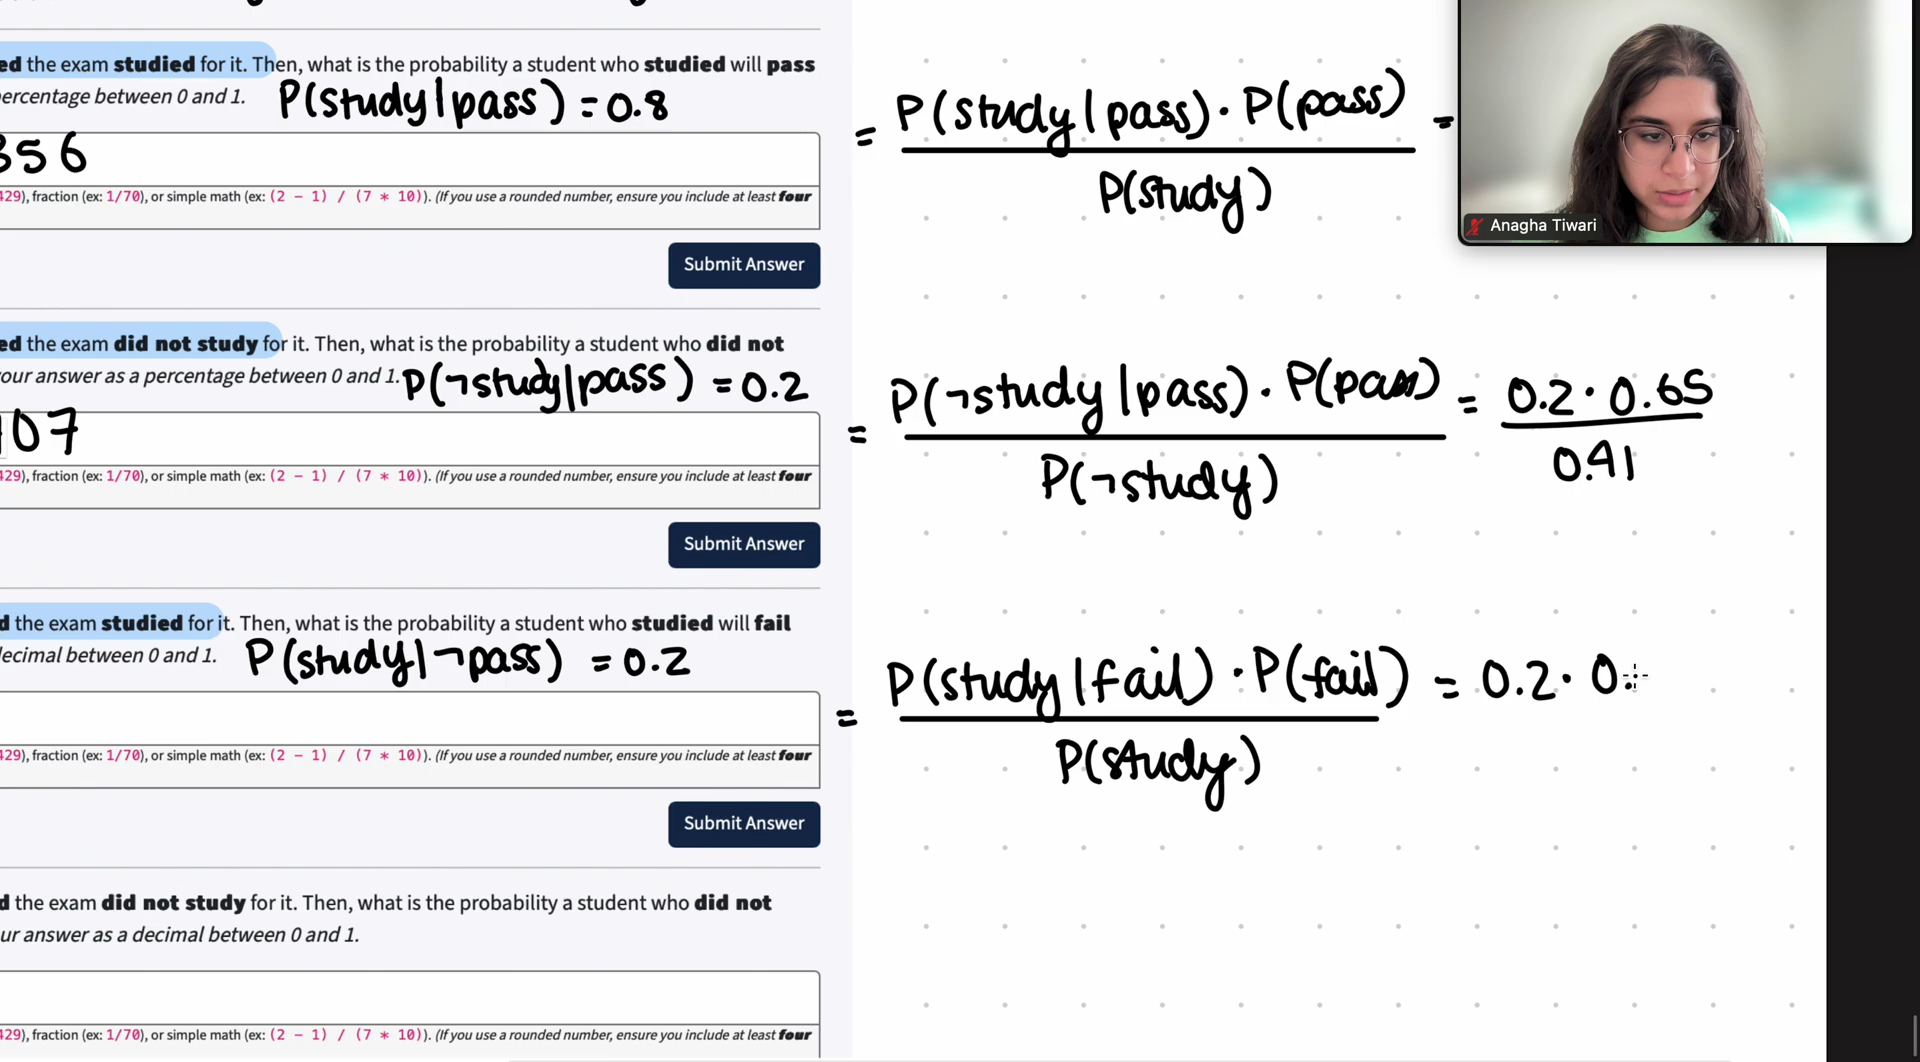 ed the exam studied for it. Then, what is the probability a student who studied will pass
ercentage between 0 and 1. P(study|pass) = 0.8
356
429), fraction (ex: 1/70), or simple math (ex: (2 - 1) / (7 * 10)). (If you use a rounded number, ensure you include at least four
Submit Answer
= P(study|pass) · P(pass) =
P(study)
Anagha Tiwari
ed the exam did not study for it. Then, what is the probability a student who did not
our answer as a percentage between 0 and 1. P(¬study|pass) = 0.2
107
429), fraction (ex: 1/70), or simple math (ex: (2 - 1) / (7 * 10)). (If you use a rounded number, ensure you include at least four
Submit Answer
= P(¬study|pass) · P(pass) = 0.2 · 0.65
P(¬study) 0.41
d the exam studied for it. Then, what is the probability a student who studied will fail
decimal between 0 and 1. P(study|¬pass) = 0.2
429), fraction (ex: 1/70), or simple math (ex: (2 - 1) / (7 * 10)). (If you use a rounded number, ensure you include at least four
Submit Answer
= P(study|fail) · P(fail) = 0.2 · 0.
P(study)
d the exam did not study for it. Then, what is the probability a student who did not
ur answer as a decimal between 0 and 1.
429), fraction (ex: 1/70), or simple math (ex: (2 - 1) / (7 * 10)). (If you use a rounded number, ensure you include at least four